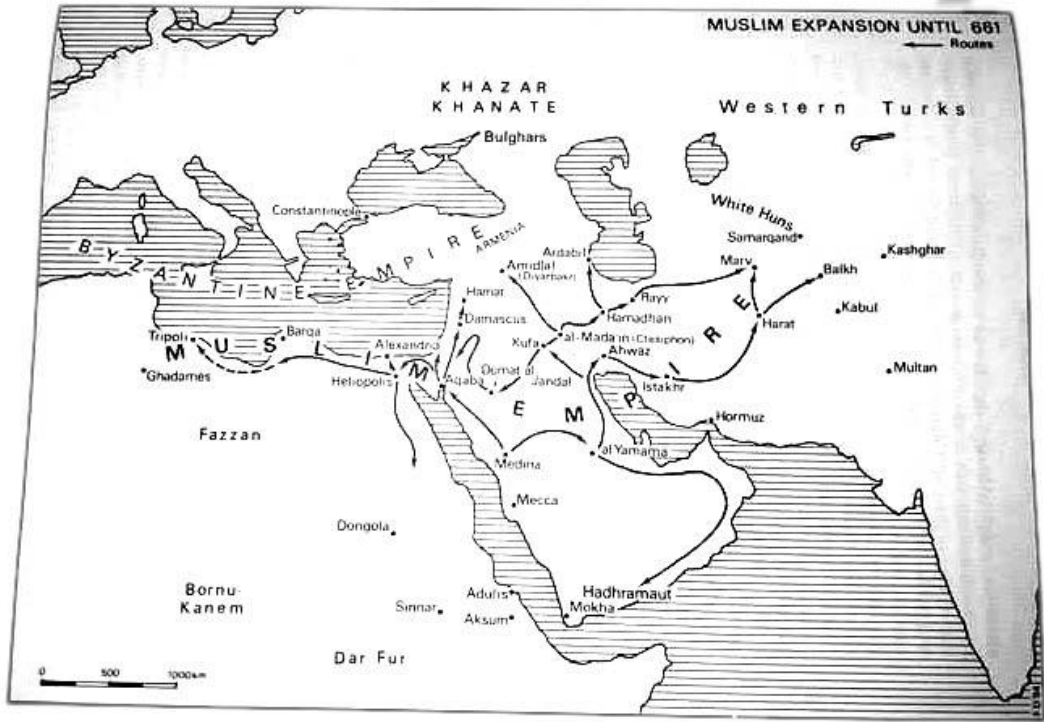 MUSLIM EXPANSION UNTIL 661
Routes
KHAZAR
KHANATE
Western Turks
Bulghars
White Huns
Constantinople
ARMENIA
Samarqand
Kashghar
BYZANTINE EMPIRE
Ardabil
Amid(a)
(Diyarbakr)
Marv
Balkh
Hamat
Rayy
Kabul
Hamadhan
Harat
Damascus
Tripoli
Barqa
Alexandria
Kufa
al-Mada'in (Ctesiphon)
Ahwaz
MUSLIM EMPIRE
Ghadames
Heliopolis
Aqaba
Dumat al
Jandal
Istakhr
Multan
Hormuz
Fazzan
Medina
al Yamama
Mecca
Dongola
Bornu-
Kanem
Hadhramaut
Adulis
Mokha
Sinnar
Aksum
Dar Fur
0 500 1000km